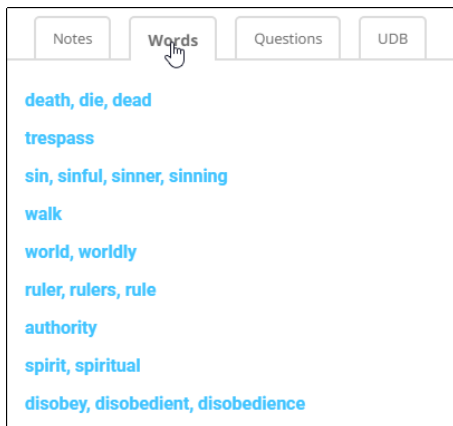 Notes Words Questions UDB
death, die, dead
trespass
sin, sinful, sinner, sinning
walk
world, worldly
ruler, rulers, rule
authority
spirit, spiritual
disobey, disobedient, disobedience